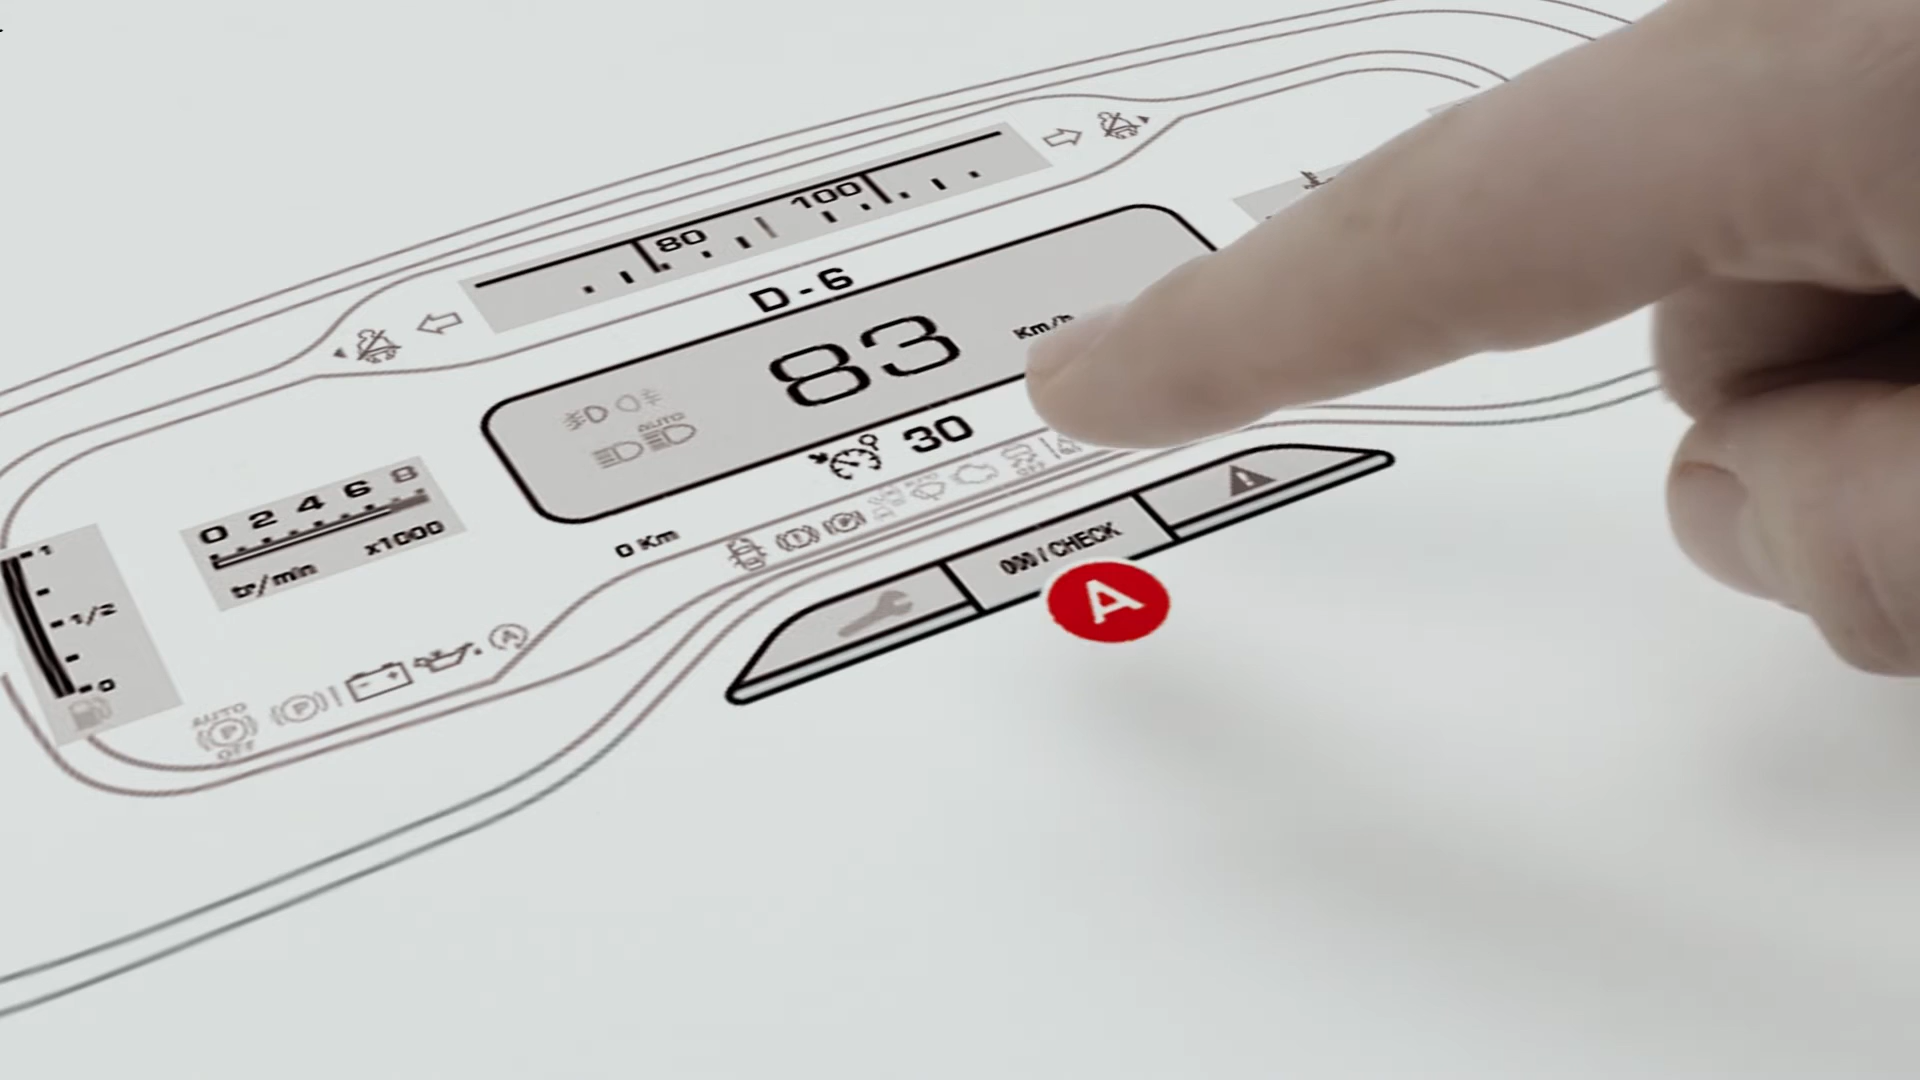 80 100
D-6
83 Km/h
AUTO
30
0 2 4 6 8
x1000
tr/min
0 Km
1
1/2
0
AUTO
OFF
OFF
000 / CHECK
A